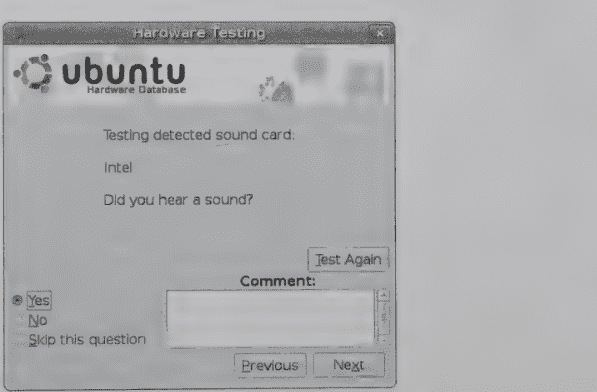 Hardware Testing
ubuntu
Hardware Database
Testing detected sound card:
Intel
Did you hear a sound?
Test Again
Comment:
Yes
No
Skip this question
Previous
Next